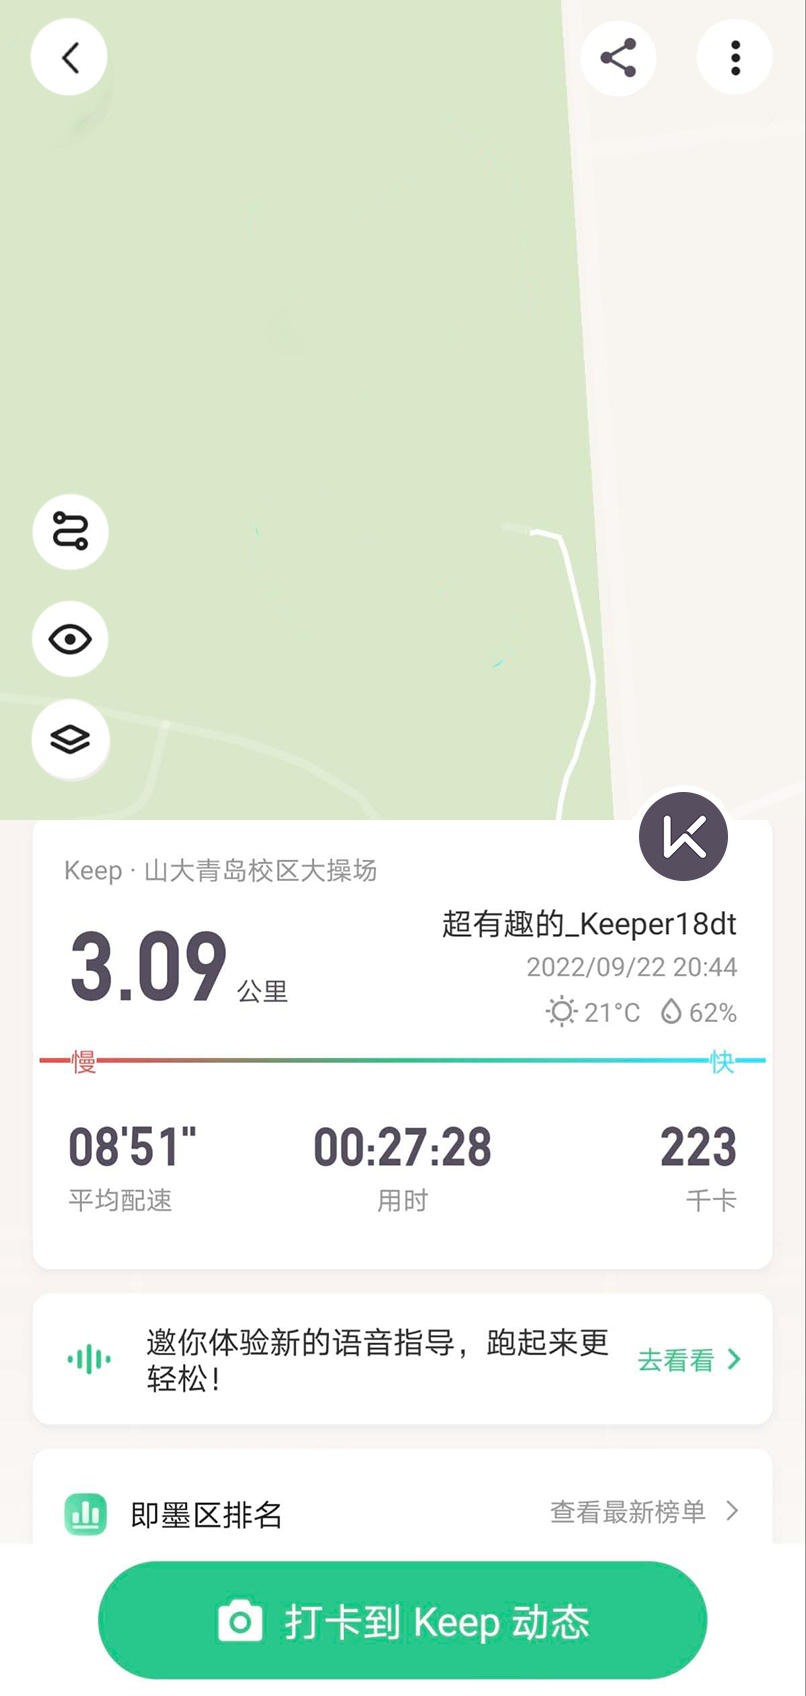 Keep · 山大青岛校区大操场
超有趣的_Keeper18dt
3.09 公里
2022/09/22 20:44
21°C 62%
慢 快
08'51" 00:27:28 223
平均配速 用时 千卡
邀你体验新的语音指导，跑起来更
轻松！
去看看
即墨区排名 查看最新榜单
打卡到 Keep 动态